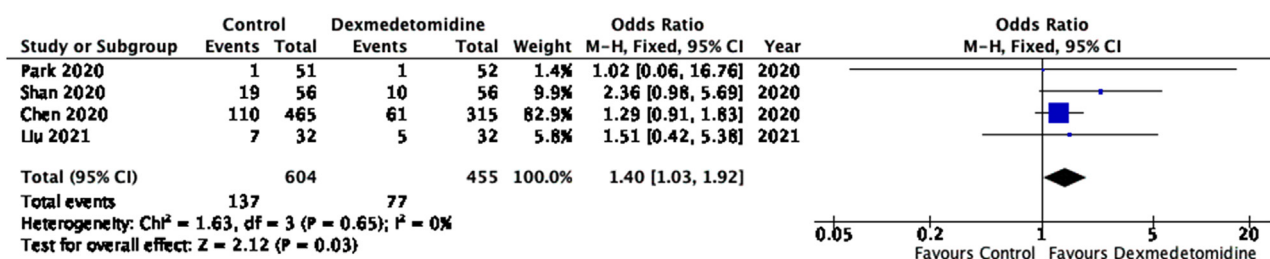 Control Dexmedetomidine Odds Ratio Odds Ratio
Study or Subgroup Events Total Events Total Weight M-H, Fixed, 95% CI Year M-H, Fixed, 95% CI
Park 2020 1 51 1 52 1.4% 1.02 [0.06, 16.76] 2020
Shan 2020 19 56 10 56 9.9% 2.36 [0.98, 5.69] 2020
Chen 2020 110 465 61 315 82.9% 1.29 [0.91, 1.83] 2020
Liu 2021 7 32 5 32 5.8% 1.51 [0.42, 5.38] 2021
Total (95% CI) 604 455 100.0% 1.40 [1.03, 1.92]
Total events 137 77
Heterogeneity: Chi² = 1.63, df = 3 (P = 0.65); I² = 0%
Test for overall effect: Z = 2.12 (P = 0.03)
0.05 0.2 1 5 20
Favours Control Favours Dexmedetomidine